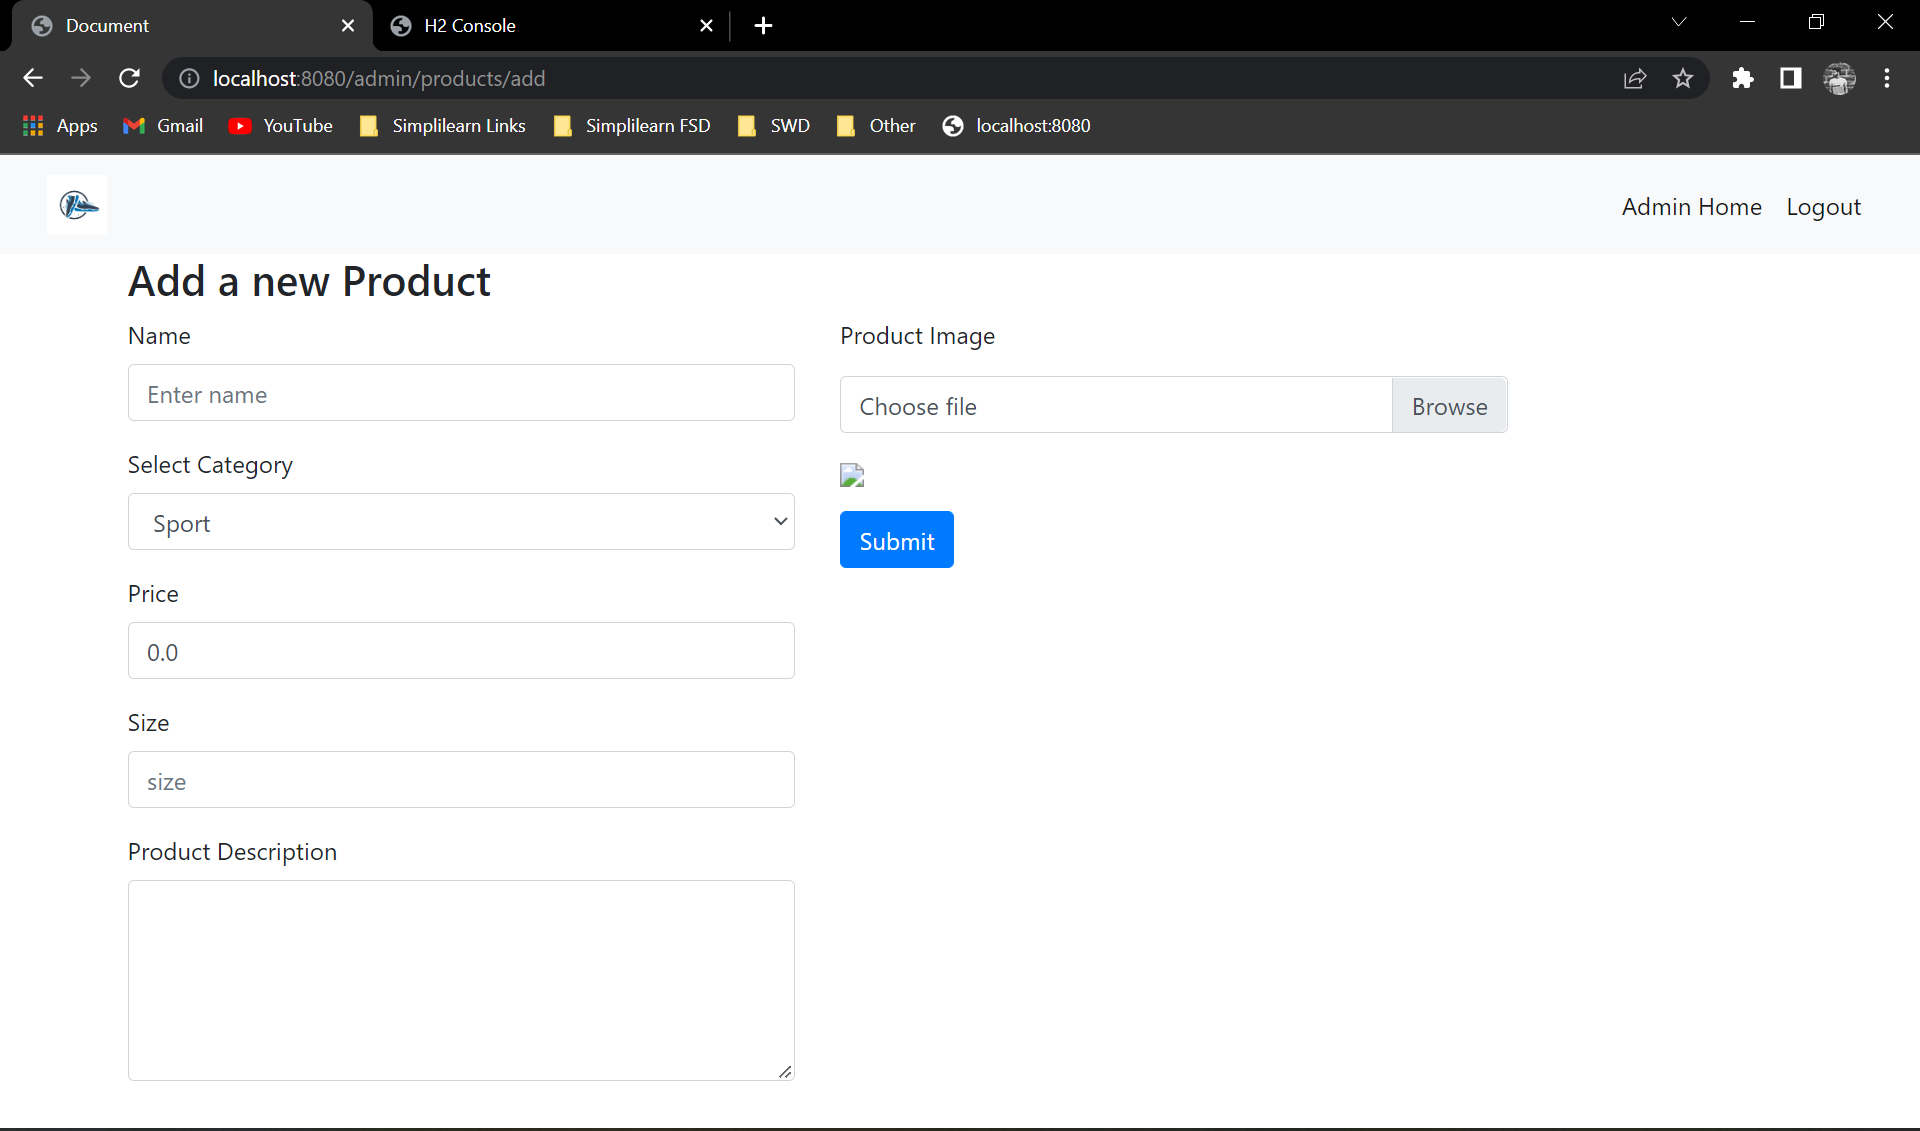 Document
H2 Console
localhost:8080/admin/products/add
Apps
Gmail
YouTube
Simplilearn Links
Simplilearn FSD
SWD
Other
localhost:8080
Admin Home
Logout
Add a new Product
Name
Enter name
Select Category
Sport
Price
0.0
Size
size
Product Description
Product Image
Choose file
Browse
Submit